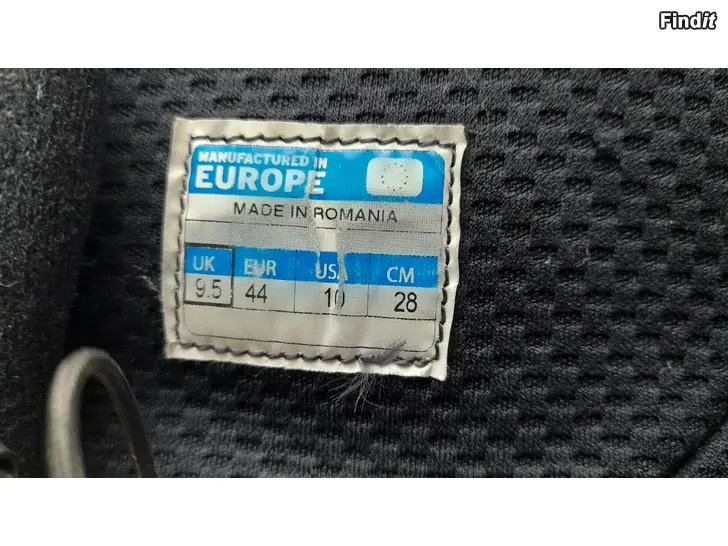 Findit
MANUFACTURED IN
EUROPE
MADE IN ROMANIA
UK EUR USA CM
9.5 44 10 28